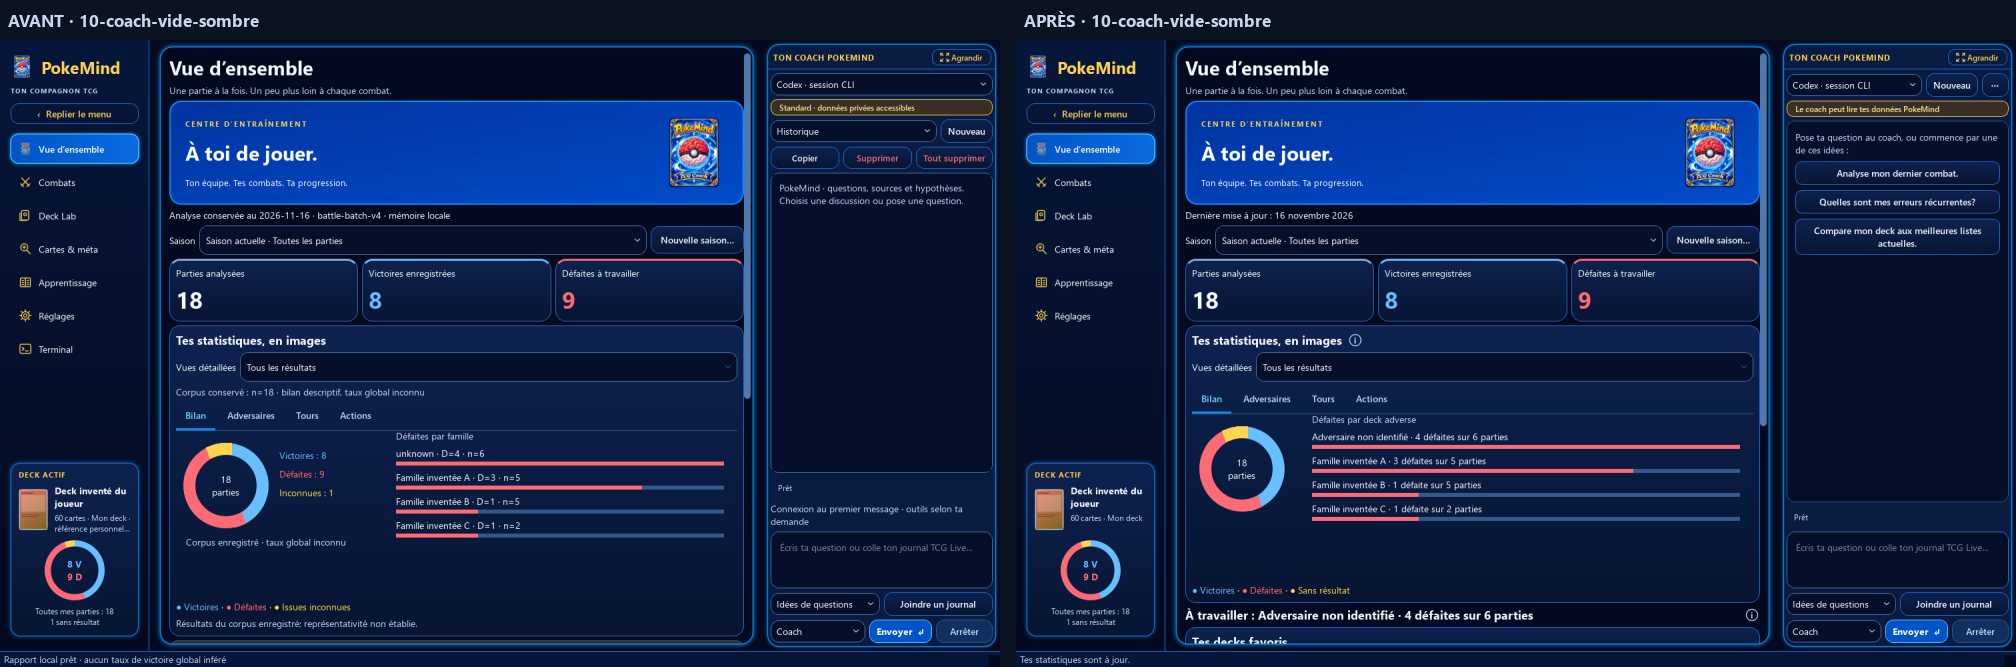 AVANT · 10-coach-vide-sombre
PokeMind
TON COMPAGNON TCG
‹ Replier le menu
Vue d'ensemble
Combats
Deck Lab
Cartes & méta
Apprentissage
Réglages
Terminal
DECK ACTIF
Deck inventé du
joueur
60 cartes · Mon deck ·
référence personnel...
8 V
9 D
Toutes mes parties : 18
1 sans résultat
Vue d'ensemble
Une partie à la fois. Un peu plus loin à chaque combat.
CENTRE D'ENTRAÎNEMENT
À toi de jouer.
Ton équipe. Tes combats. Ta progression.
PokeMind
TCG Coach
Analyse conservée au 2026-11-16 · battle-batch-v4 · mémoire locale
Saison
Saison actuelle · Toutes les parties
Nouvelle saison...
Parties analysées
18
Victoires enregistrées
8
Défaites à travailler
9
Tes statistiques, en images
Vues détaillées
Tous les résultats
Corpus conservé : n=18 · bilan descriptif, taux global inconnu
Bilan
Adversaires
Tours
Actions
18
parties
Victoires : 8
Défaites : 9
Inconnues : 1
Corpus enregistré · taux global inconnu
Défaites par famille
unknown · D=4 · n=6
Famille inventée A · D=3 · n=5
Famille inventée B · D=1 · n=5
Famille inventée C · D=1 · n=2
● Victoires · ● Défaites · ● Issues inconnues
Résultats du corpus enregistré; représentativité non établie.
TON COACH POKEMIND
Agrandir
Codex · session CLI
Standard · données privées accessibles
Historique
Nouveau
Copier
Supprimer
Tout supprimer
PokeMind · questions, sources et hypothèses.
Choisis une discussion ou pose une question.
Prêt
Connexion au premier message · outils selon ta
demande
Écris ta question ou colle ton journal TCG Live...
Idées de questions
Joindre un journal
Coach
Envoyer ↲
Arrêter
Rapport local prêt · aucun taux de victoire global inféré
APRÈS · 10-coach-vide-sombre
PokeMind
TON COMPAGNON TCG
‹ Replier le menu
Vue d'ensemble
Combats
Deck Lab
Cartes & méta
Apprentissage
Réglages
DECK ACTIF
Deck inventé du
joueur
60 cartes · Mon deck
8 V
9 D
Toutes mes parties : 18
1 sans résultat
Vue d'ensemble
Une partie à la fois. Un peu plus loin à chaque combat.
CENTRE D'ENTRAÎNEMENT
À toi de jouer.
Ton équipe. Tes combats. Ta progression.
PokeMind
TCG Coach
Dernière mise à jour : 16 novembre 2026
Saison
Saison actuelle · Toutes les parties
Nouvelle saison...
Parties analysées
18
Victoires enregistrées
8
Défaites à travailler
9
Tes statistiques, en images
Vues détaillées
Tous les résultats
Bilan
Adversaires
Tours
Actions
18
parties
Défaites par deck adverse
Adversaire non identifié · 4 défaites sur 6 parties
Famille inventée A · 3 défaites sur 5 parties
Famille inventée B · 1 défaite sur 5 parties
Famille inventée C · 1 défaite sur 2 parties
● Victoires · ● Défaites · ● Sans résultat
À travailler : Adversaire non identifié · 4 défaites sur 6 parties
Tes decks favoris
TON COACH POKEMIND
Agrandir
Codex · session CLI
Nouveau
...
Le coach peut lire tes données PokeMind
Pose ta question au coach, ou commence par une
de ces idées :
Analyse mon dernier combat.
Quelles sont mes erreurs récurrentes?
Compare mon deck aux meilleures listes
actuelles.
Prêt
Écris ta question ou colle ton journal TCG Live...
Idées de questions
Joindre un journal
Coach
Envoyer ↲
Arrêter
Tes statistiques sont à jour.